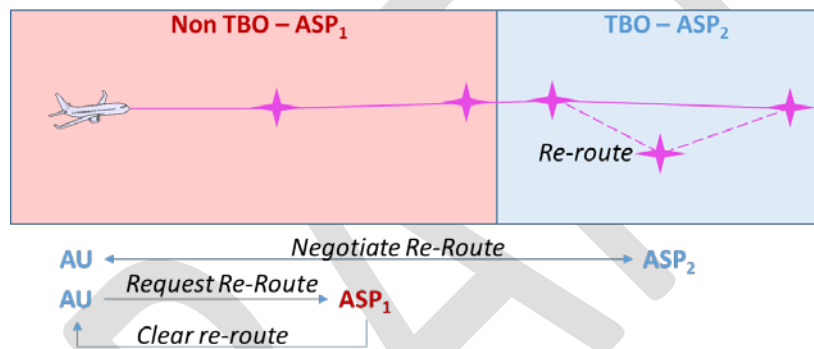 Non TBO – ASP₁
TBO – ASP₂
Re-route
Negotiate Re-Route
AU
ASP₂
Request Re-Route
AU
ASP₁
Clear re-route